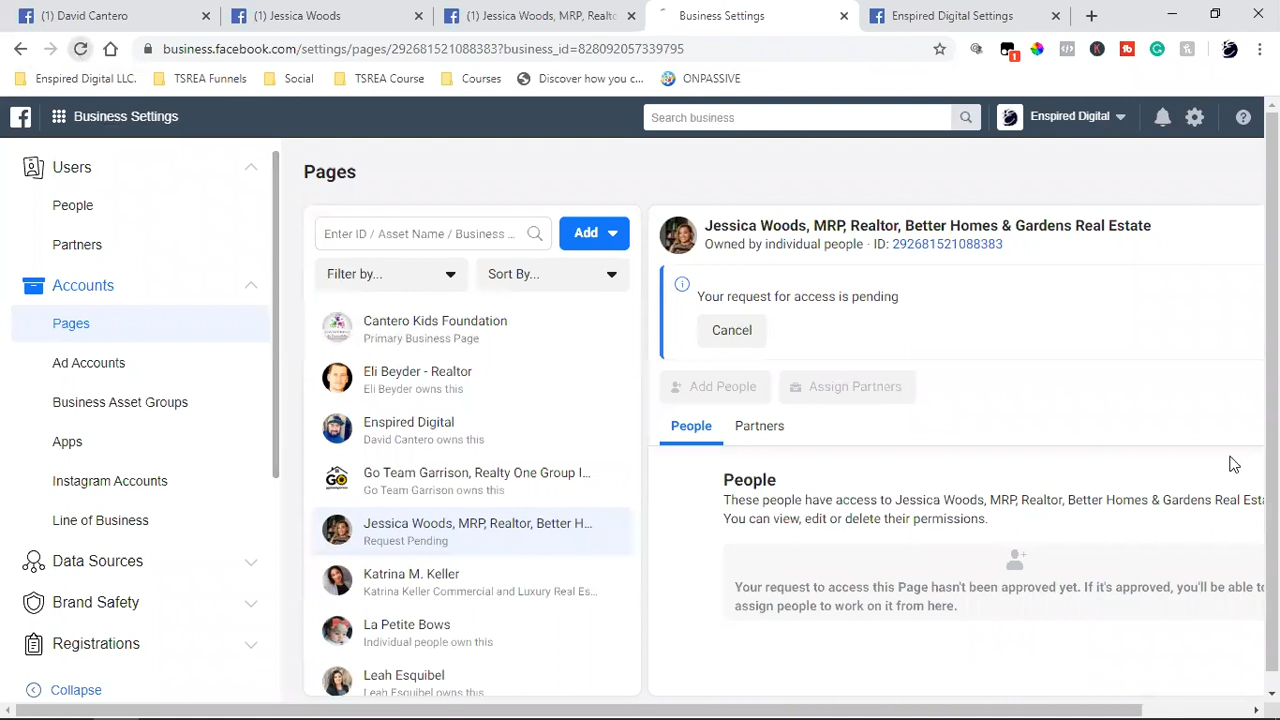 (1) David Cantero
(1) Jessica Woods
(1) Jessica Woods, MRP, Realto
Business Settings
Enspired Digital Settings
business.facebook.com/settings/pages/292681521088383?business_id=828092057339795
1
Enspired Digital LLC.
TSREA Funnels
Social
TSREA Course
Courses
Discover how you c...
ONPASSIVE
Business Settings
Search business
Enspired Digital
Users
People
Partners
Accounts
Pages
Ad Accounts
Business Asset Groups
Apps
Instagram Accounts
Line of Business
Data Sources
Brand Safety
Registrations
Collapse
Pages
Enter ID / Asset Name / Business ...
Add
Filter by...
Sort By...
Cantero Kids Foundation
Primary Business Page
Eli Beyder - Realtor
Eli Beyder owns this
Enspired Digital
David Cantero owns this
Go Team Garrison, Realty One Group I...
Go Team Garrison owns this
Jessica Woods, MRP, Realtor, Better H...
Request Pending
Katrina M. Keller
Katrina Keller Commercial and Luxury Real Es...
La Petite Bows
Individual people owns this
Leah Esquibel
Leah Esquibel owns this
Jessica Woods, MRP, Realtor, Better Homes & Gardens Real Estate
Owned by individual people · ID: 292681521088383
Your request for access is pending
Cancel
Add People
Assign Partners
People
Partners
People
These people have access to Jessica Woods, MRP, Realtor, Better Homes & Gardens Real Esta
You can view, edit or delete their permissions.
Your request to access this Page hasn't been approved yet. If it's approved, you'll be able to
assign people to work on it from here.